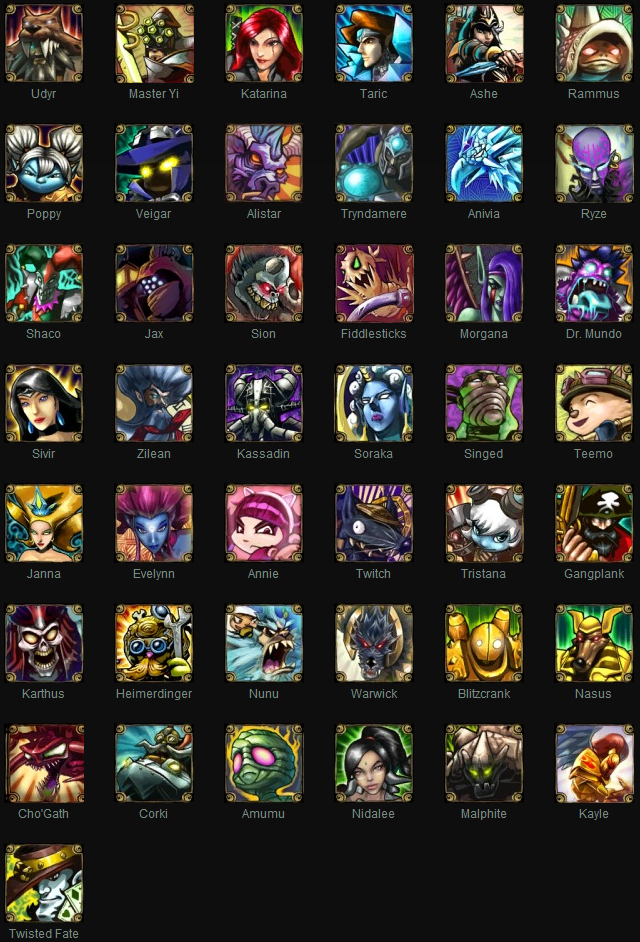 Udyr Master Yi Katarina Taric Ashe Rammus
Poppy Veigar Alistar Tryndamere Anivia Ryze
Shaco Jax Sion Fiddlesticks Morgana Dr. Mundo
Sivir Zilean Kassadin Soraka Singed Teemo
Janna Evelynn Annie Twitch Tristana Gangplank
Karthus Heimerdinger Nunu Warwick Blitzcrank Nasus
Cho'Gath Corki Amumu Nidalee Malphite Kayle
Twisted Fate